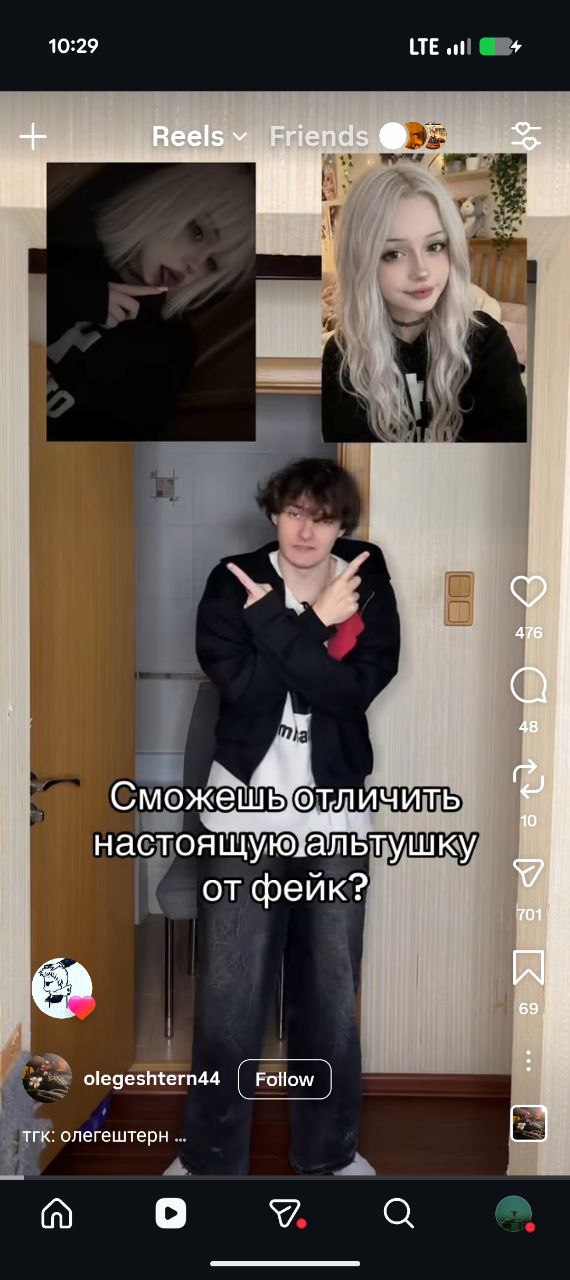 10:29
LTE
Reels
Friends
476
48
10
701
Сможешь отличить
настоящую альтушку
от фейк?
69
olegeshtern44
Follow
тгк: олегештерн ...